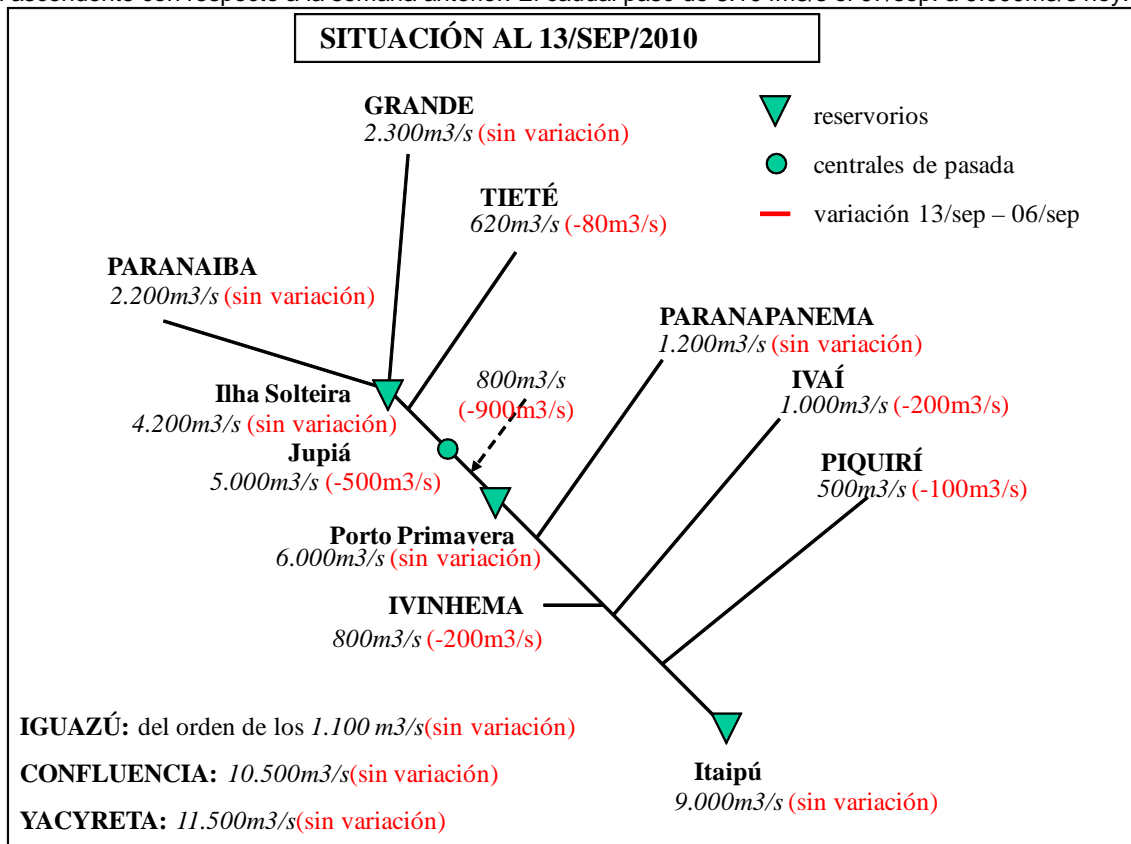 SITUACIÓN AL 13/SEP/2010
GRANDE
2.300m3/s (sin variación)
reservorios
centrales de pasada
variación 13/sep – 06/sep
TIETÉ
620m3/s (-80m3/s)
PARANAIBA
2.200m3/s (sin variación)
PARANAPANEMA
1.200m3/s (sin variación)
800m3/s
(-900m3/s)
IVAÍ
1.000m3/s (-200m3/s)
Ilha Solteira
4.200m3/s (sin variación)
Jupiá
5.000m3/s (-500m3/s)
PIQUIRÍ
500m3/s (-100m3/s)
Porto Primavera
6.000m3/s (sin variación)
IVINHEMA
800m3/s (-200m3/s)
IGUAZÚ: del orden de los 1.100 m3/s(sin variación)
CONFLUENCIA: 10.500m3/s(sin variación)
YACYRETA: 11.500m3/s(sin variación)
Itaipú
9.000m3/s (sin variación)